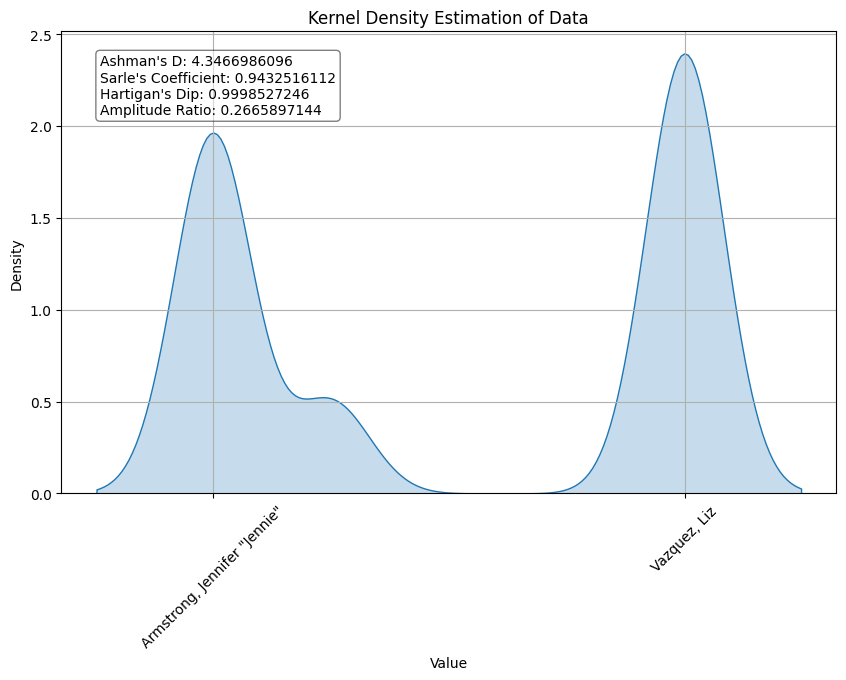 Kernel Density Estimation of Data
Ashman's D: 4.3466986096
Sarle's Coefficient: 0.9432516112
Hartigan's Dip: 0.9998527246
Amplitude Ratio: 0.2665897144
Density
2.5
2.0
1.5
1.0
0.5
0.0
Armstrong, Jennifer "Jennie"
Vazquez, Liz
Value